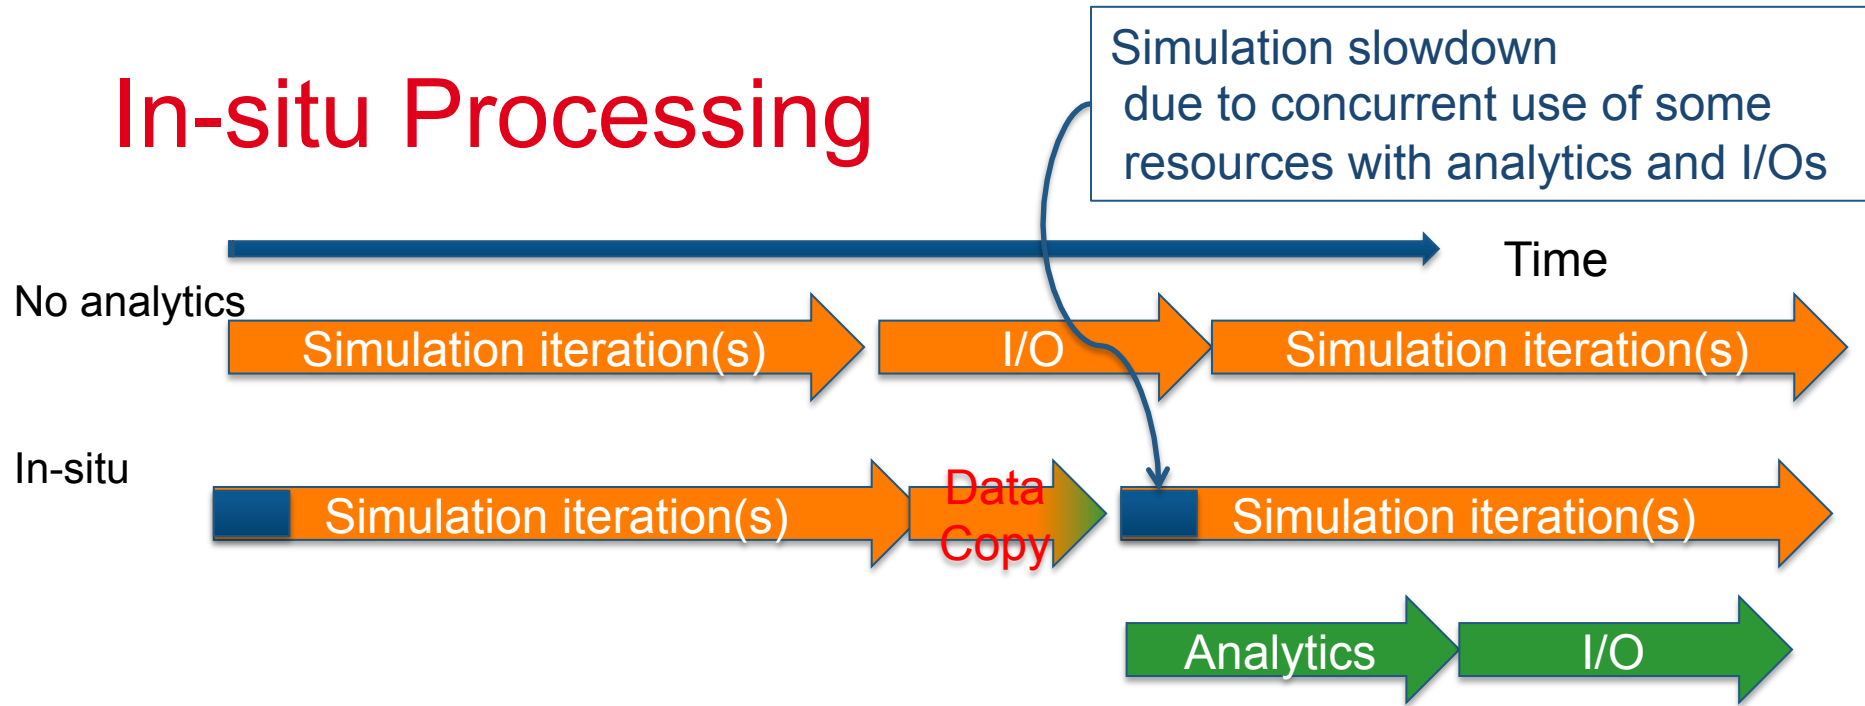 In-situ Processing
Simulation slowdown
due to concurrent use of some
resources with analytics and I/Os
Time
No analytics
Simulation iteration(s)
I/O
Simulation iteration(s)
In-situ
Simulation iteration(s)
Data
Copy
Simulation iteration(s)
Analytics
I/O